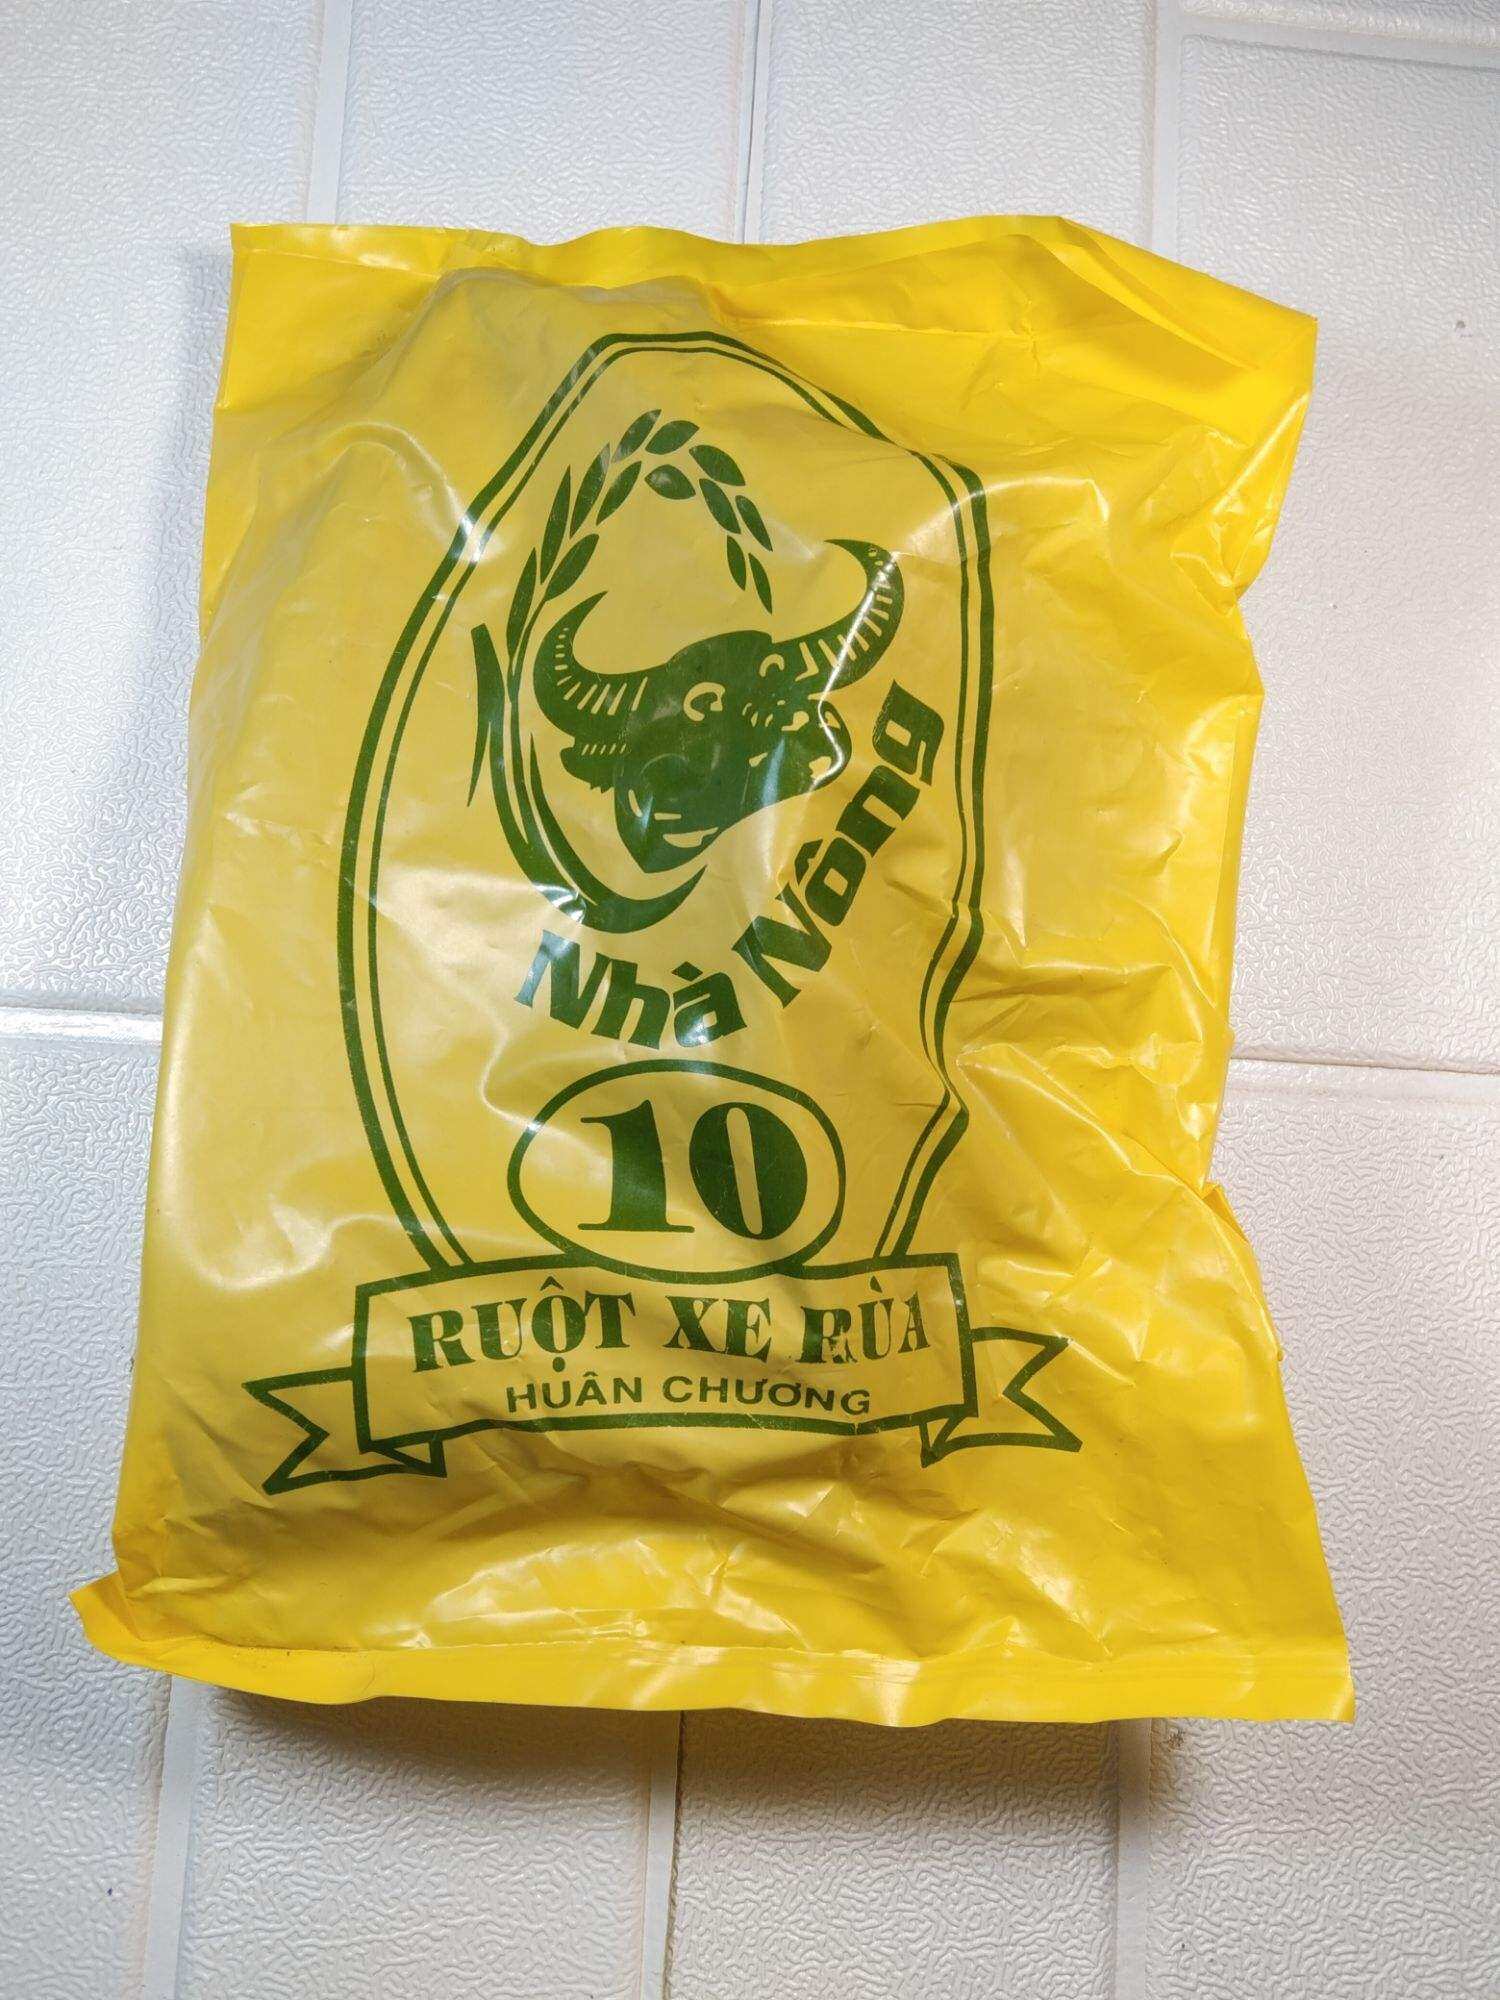 Nhà Nông
10
RUỘT XE RÙA
HUÂN CHƯƠNG